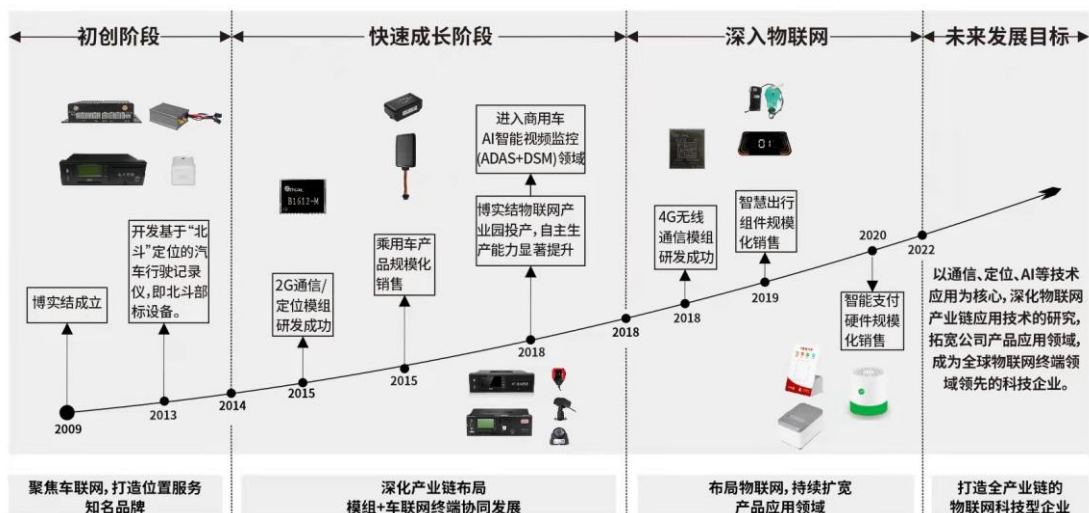 初创阶段
快速成长阶段
深入物联网
未来发展目标
博实结成立
2009
开发基于“北
斗”定位的汽
车行驶记录
仪,即北斗部
标设备。
2013
2014
B1612-M
2G通信/
定位模组
研发成功
2015
乘用车产
品规模化
销售
2015
进入商用车
AI智能视频监控
(ADAS+DSM)领域
博实结物联网产
业园投产,自主生
产能力显著提升
2018
2018
4G无线
通信模组
研发成功
2018
01
智慧出行
组件规模
化销售
2019
2020
智能支付
硬件规模
化销售
2022
以通信、定位、AI等技术
应用为核心,深化物联网
产业链应用技术的研究,
拓宽公司产品应用领域,
成为全球物联网终端领
域领先的科技企业。
聚焦车联网,打造位置服务
知名品牌
深化产业链布局
模组+车联网终端协同发展
布局物联网,持续扩宽
产品应用领域
打造全产业链的
物联网科技型企业